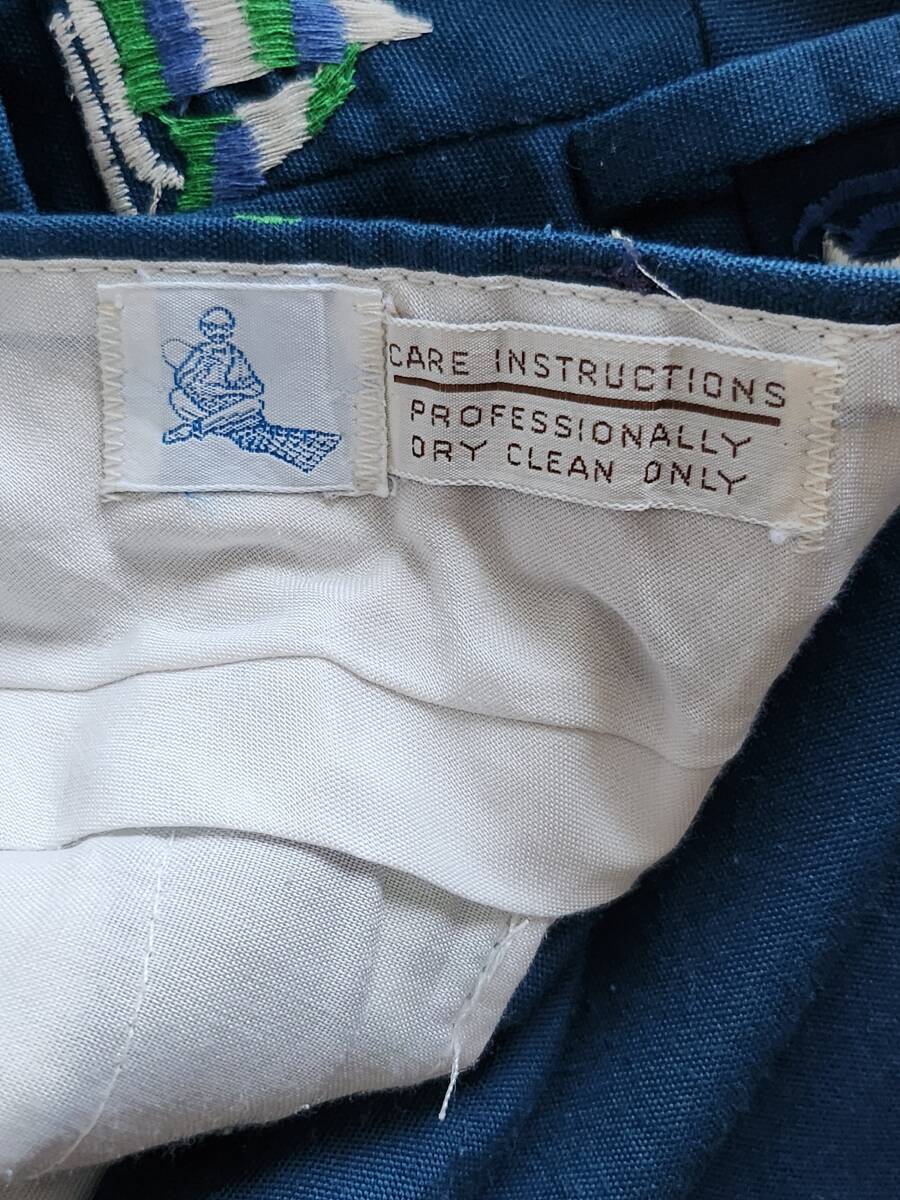 CARE INSTRUCTIONS
PROFESSIONALLY
DRY CLEAN ONLY